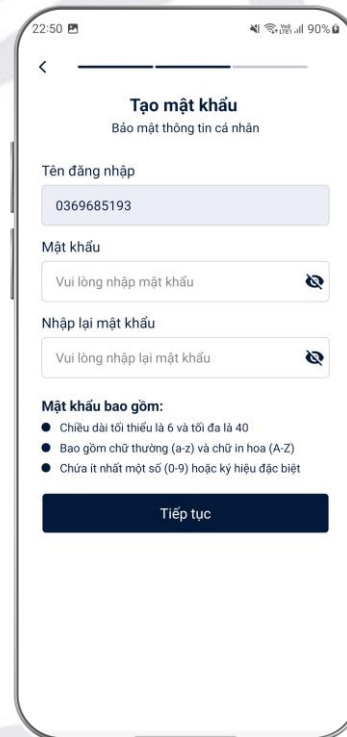 22:50
90%
Tạo mật khẩu
Bảo mật thông tin cá nhân
Tên đăng nhập
0369685193
Mật khẩu
Vui lòng nhập mật khẩu
Nhập lại mật khẩu
Vui lòng nhập lại mật khẩu
Mật khẩu bao gồm:
Chiều dài tối thiểu là 6 và tối đa là 40
Bao gồm chữ thường (a-z) và chữ in hoa (A-Z)
Chứa ít nhất một số (0-9) hoặc ký hiệu đặc biệt
Tiếp tục